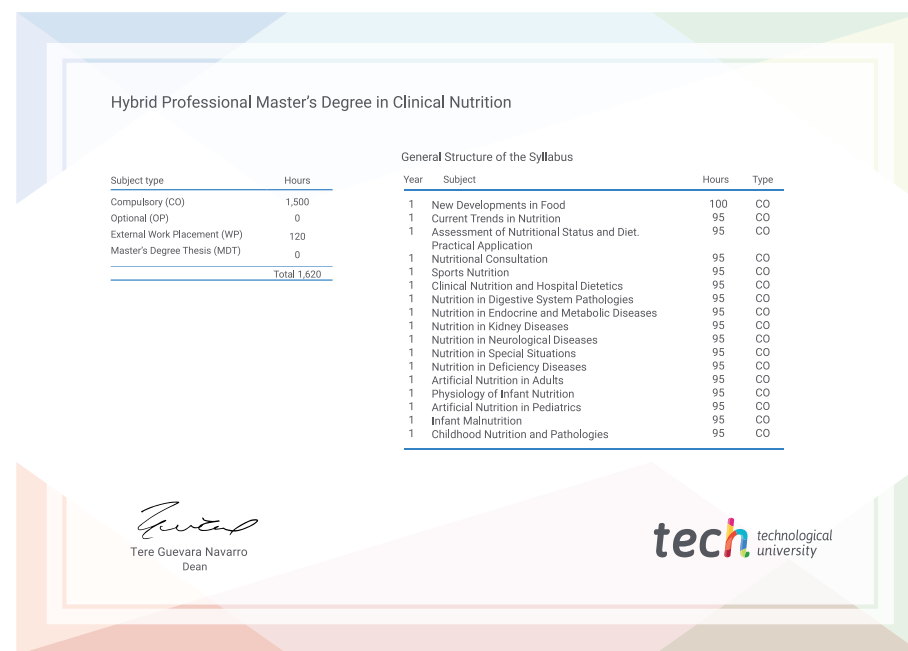 Hybrid Professional Master's Degree in Clinical Nutrition
Subject type Hours
Compulsory (CO) 1,500
Optional (OP) 0
External Work Placement (WP) 120
Master's Degree Thesis (MDT) 0
Total 1,620
General Structure of the Syllabus
Year Subject Hours Type
1 New Developments in Food 100 CO
1 Current Trends in Nutrition 95 CO
1 Assessment of Nutritional Status and Diet. 95 CO
Practical Application
1 Nutritional Consultation 95 CO
1 Sports Nutrition 95 CO
1 Clinical Nutrition and Hospital Dietetics 95 CO
1 Nutrition in Digestive System Pathologies 95 CO
1 Nutrition in Endocrine and Metabolic Diseases 95 CO
1 Nutrition in Kidney Diseases 95 CO
1 Nutrition in Neurological Diseases 95 CO
1 Nutrition in Special Situations 95 CO
1 Nutrition in Deficiency Diseases 95 CO
1 Artificial Nutrition in Adults 95 CO
1 Physiology of Infant Nutrition 95 CO
1 Artificial Nutrition in Pediatrics 95 CO
1 Infant Malnutrition 95 CO
1 Childhood Nutrition and Pathologies 95 CO
Tere Guevara Navarro
Dean
tech technological
university